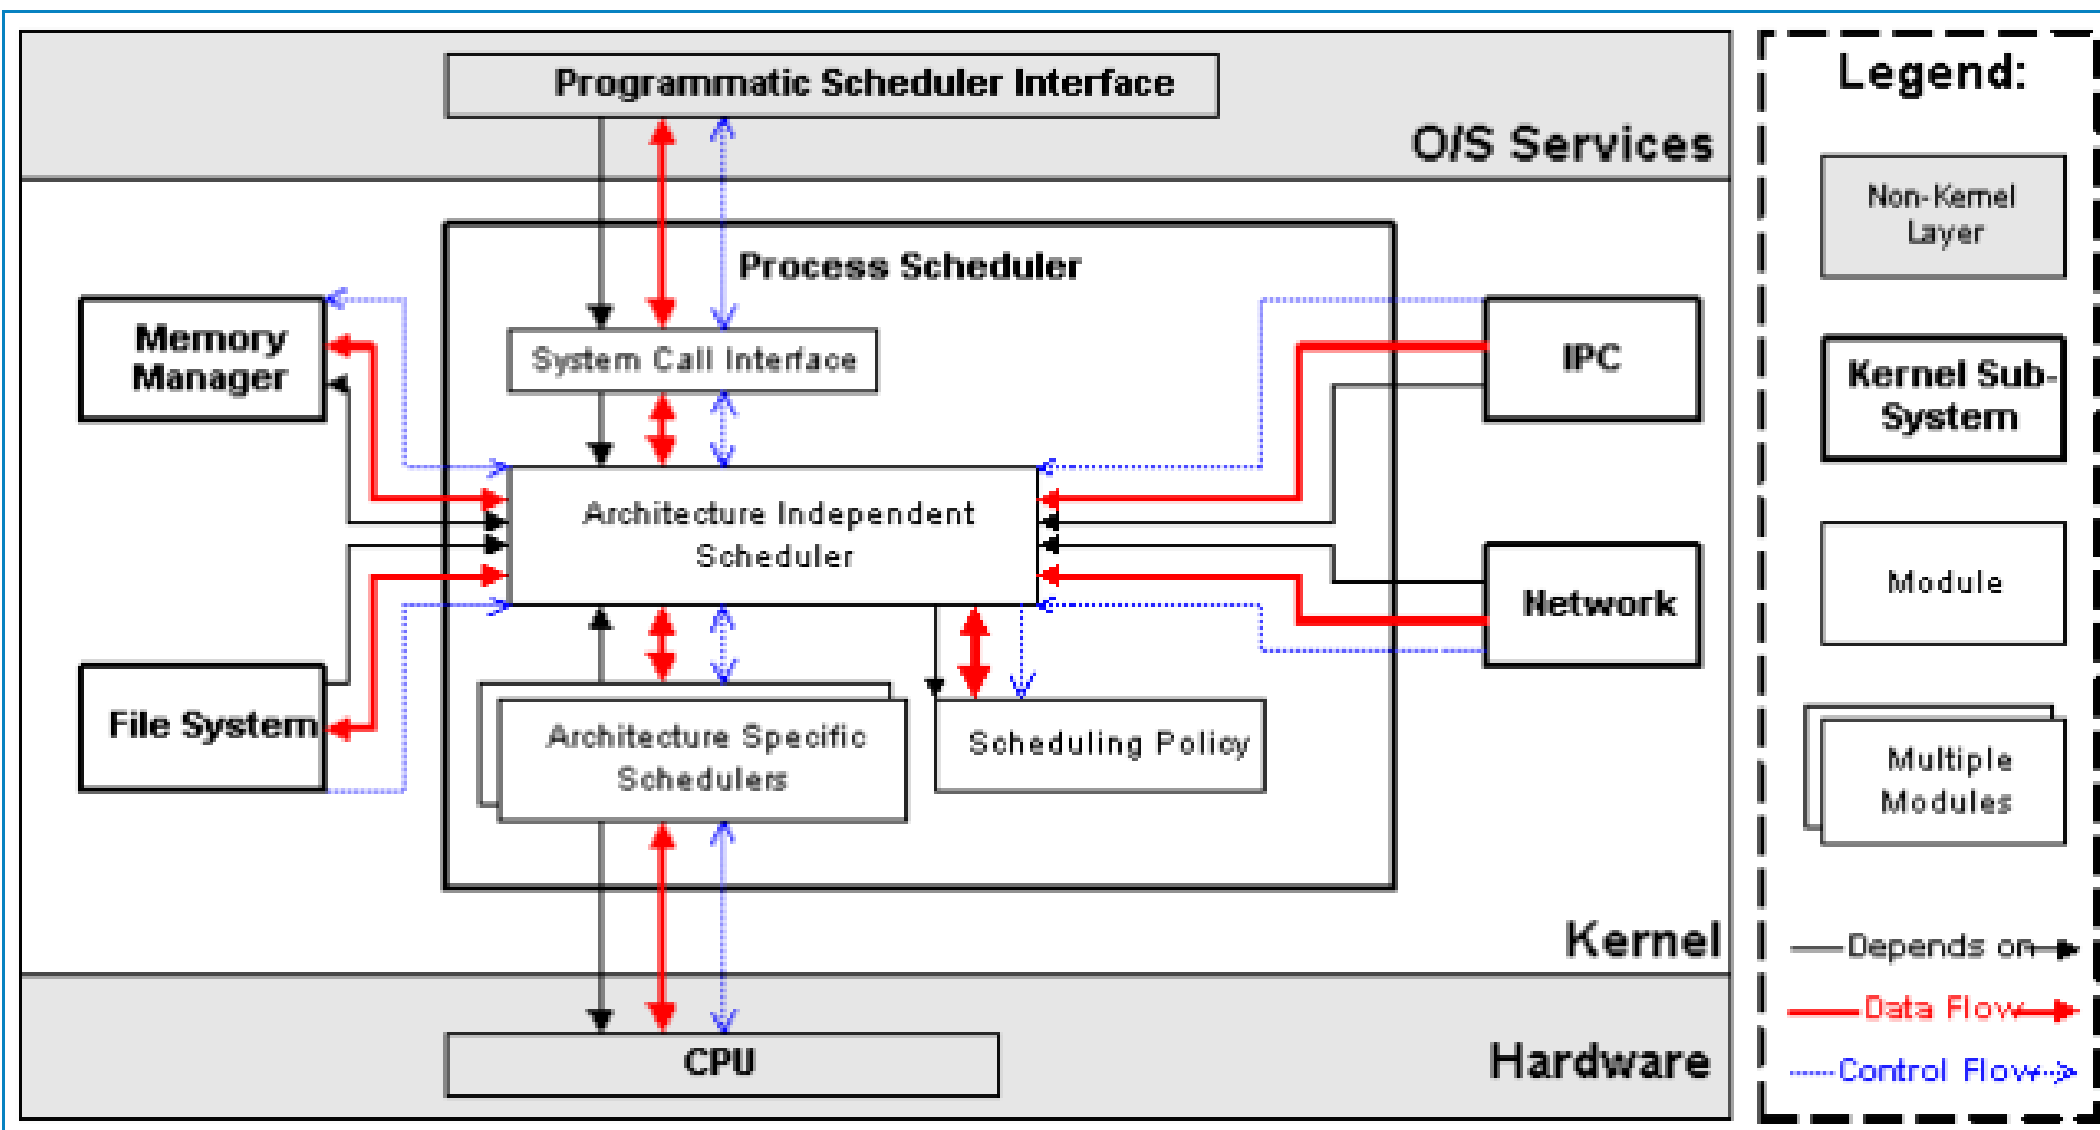 Programmatic Scheduler Interface
O/S Services
Process Scheduler
Memory
Manager
System Call Interface
IPC
Architecture Independent
Scheduler
Network
File System
Architecture Specific
Schedulers
Scheduling Policy
Kernel
CPU
Hardware
Legend:
Non-Kernel
Layer
Kernel Sub-
System
Module
Multiple
Modules
Depends on
Data Flow
Control Flow